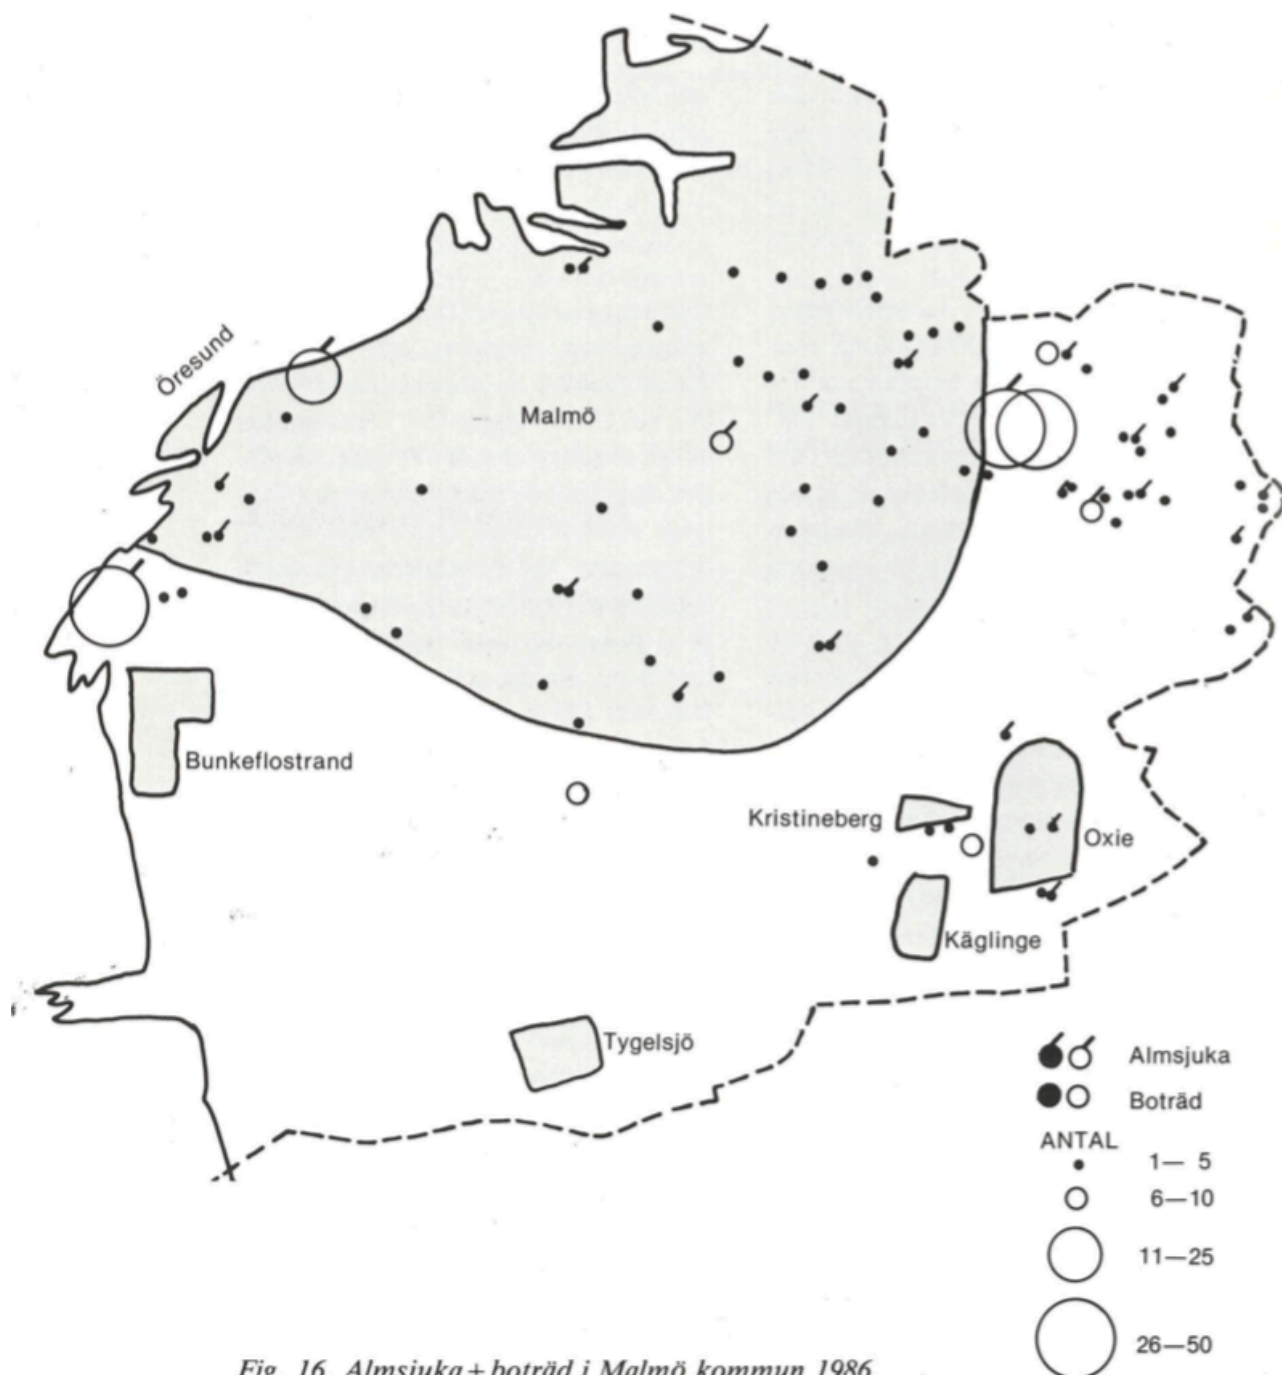 Öresund
Malmö
Bunkeflostrand
Kristineberg
Oxie
Käglinge
Tygelsjö
Almsjuka
Boträd
ANTAL
1— 5
6—10
11—25
26—50
Fig. 16. Almsjuka + boträd i Malmö kommun 1986